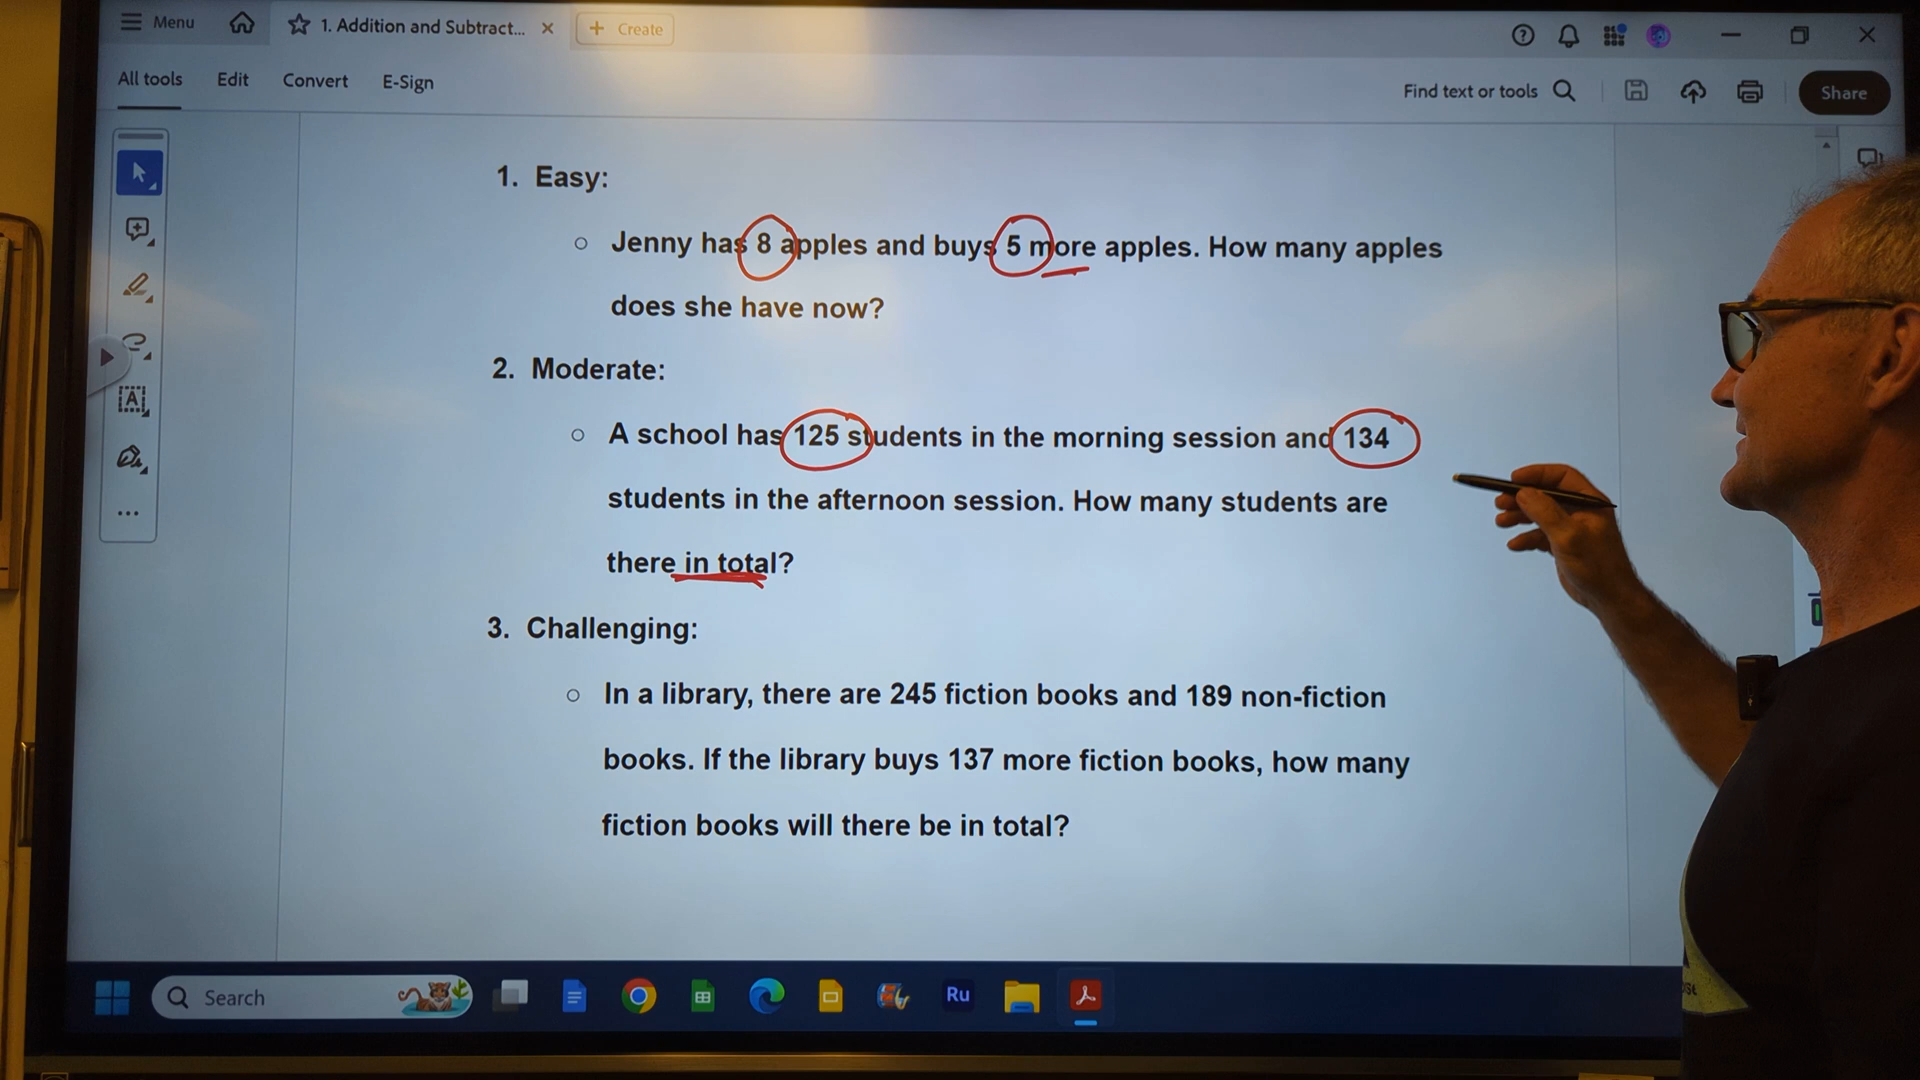 Menu
1. Addition and Subtract...
Create
All tools Edit Convert E-Sign
Find text or tools
Share
1. Easy:
Jenny has 8 apples and buys 5 more apples. How many apples
does she have now?
2. Moderate:
A school has 125 students in the morning session and 134
students in the afternoon session. How many students are
there in total?
3. Challenging:
In a library, there are 245 fiction books and 189 non-fiction
books. If the library buys 137 more fiction books, how many
fiction books will there be in total?
Search
Ru